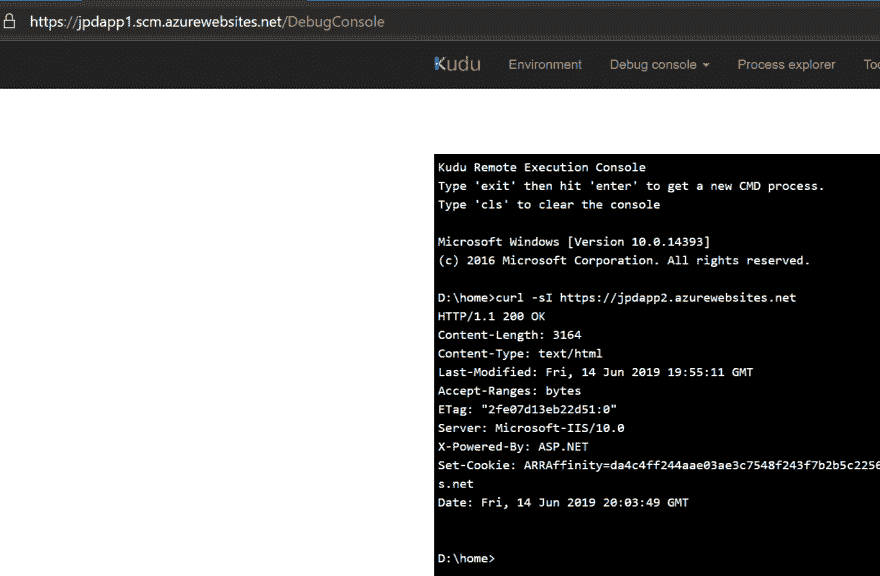 https://jpdapp1.scm.azurewebsites.net/DebugConsole
Kudu Environment Debug console Process explorer
Kudu Remote Execution Console
Type 'exit' then hit 'enter' to get a new CMD process.
Type 'cls' to clear the console
Microsoft Windows [Version 10.0.14393]
(c) 2016 Microsoft Corporation. All rights reserved.
D:\home>curl -sI https://jpdapp2.azurewebsites.net
HTTP/1.1 200 OK
Content-Length: 3164
Content-Type: text/html
Last-Modified: Fri, 14 Jun 2019 19:55:11 GMT
Accept-Ranges: bytes
ETag: "2fe07d13eb22d51:0"
Server: Microsoft-IIS/10.0
X-Powered-By: ASP.NET
Set-Cookie: ARRAffinity=da4c4ff244aae03ae3c7548f243f7b2b5c2256
s.net
Date: Fri, 14 Jun 2019 20:03:49 GMT
D:\home>